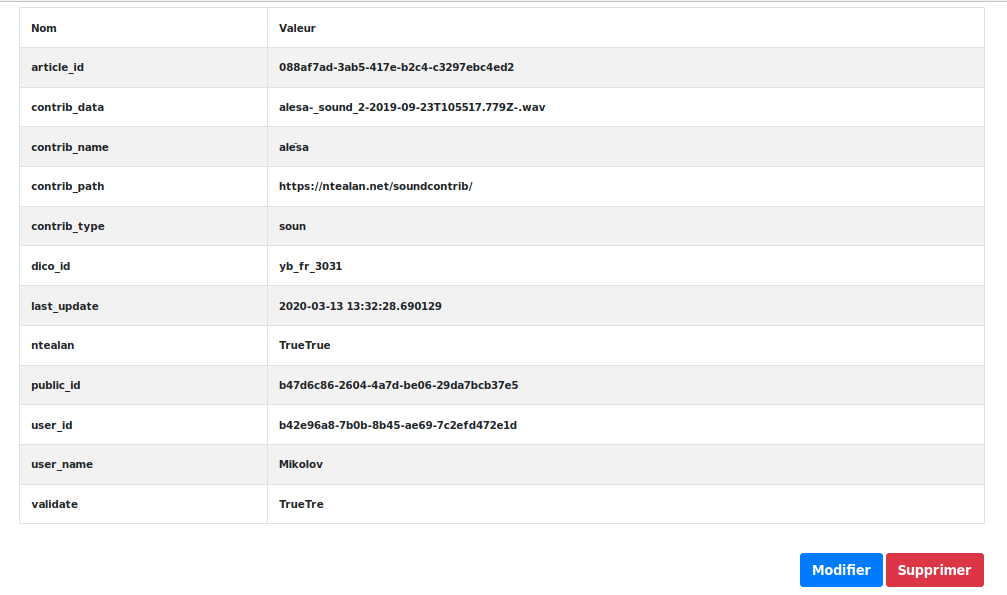 Nom Valeur
article_id 088af7ad-3ab5-417e-b2c4-c3297ebc4ed2
contrib_data alesa-_sound_2-2019-09-23T105517.779Z-.wav
contrib_name alēsa
contrib_path https://ntealan.net/soundcontrib/
contrib_type soun
dico_id yb_fr_3031
last_update 2020-03-13 13:32:28.690129
ntealan TrueTrue
public_id b47d6c86-2604-4a7d-be06-29da7bcb37e5
user_id b42e96a8-7b0b-8b45-ae69-7c2efd472e1d
user_name Mikolov
validate TrueTre
Modifier Supprimer